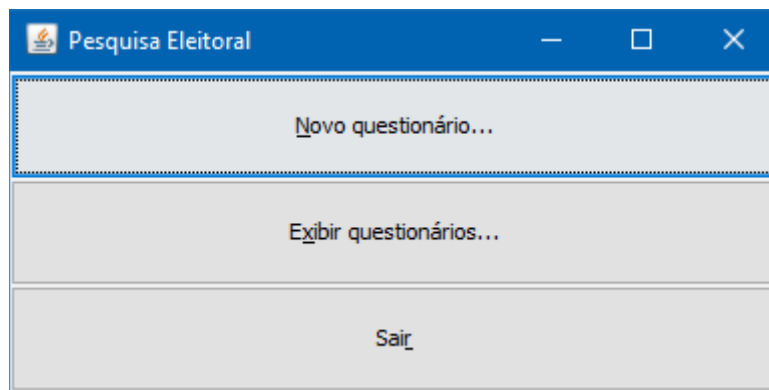 Pesquisa Eleitoral
Novo questionário...
Exibir questionários...
Sair